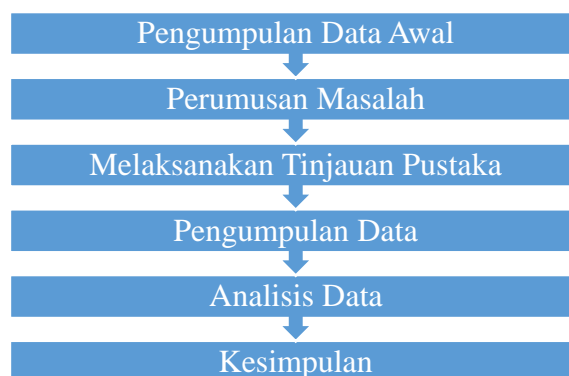 Pengumpulan Data Awal
Perumusan Masalah
Melaksanakan Tinjauan Pustaka
Pengumpulan Data
Analisis Data
Kesimpulan